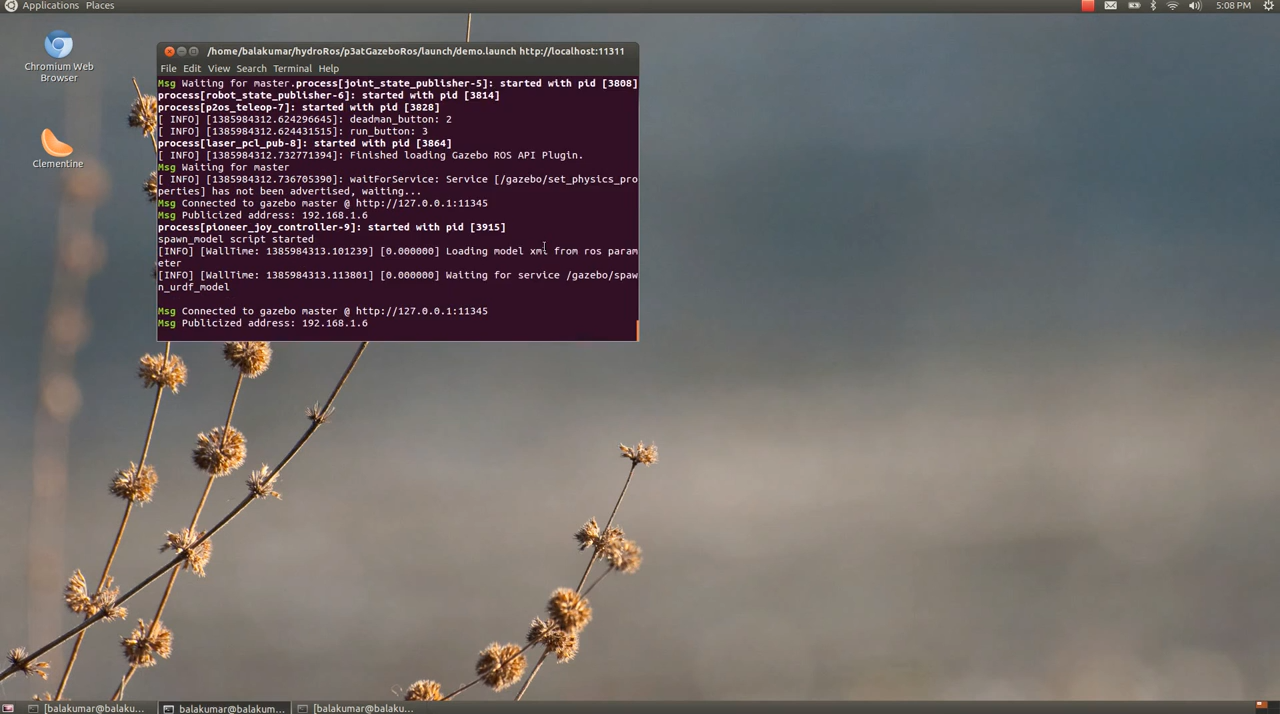 Applications Places
5:08 PM
Chromium Web
Browser
Clementine
/home/balakumar/hydroRos/p3atGazeboRos/launch/demo.launch http://localhost:11311
File Edit View Search Terminal Help
Msg Waiting for master.process[joint_state_publisher-5]: started with pid [3808]
process[robot_state_publisher-6]: started with pid [3814]
process[p2os_teleop-7]: started with pid [3828]
[ INFO] [1385984312.624296645]: deadman_button: 2
[ INFO] [1385984312.624431515]: run_button: 3
process[laser_pcl_pub-8]: started with pid [3864]
[ INFO] [1385984312.732771394]: Finished loading Gazebo ROS API Plugin.
Msg Waiting for master
[ INFO] [1385984312.736705390]: waitForService: Service [/gazebo/set_physics_pro
perties] has not been advertised, waiting...
Msg Connected to gazebo master @ http://127.0.0.1:11345
Msg Publicized address: 192.168.1.6
process[pioneer_joy_controller-9]: started with pid [3915]
spawn_model script started
[INFO] [WallTime: 1385984313.101239] [0.000000] Loading model xml from ros param
eter
[INFO] [WallTime: 1385984313.113801] [0.000000] Waiting for service /gazebo/spaw
n_urdf_model
Msg Connected to gazebo master @ http://127.0.0.1:11345
Msg Publicized address: 192.168.1.6
[balakumar@balaku...
balakumar@balakum...
[balakumar@balaku...